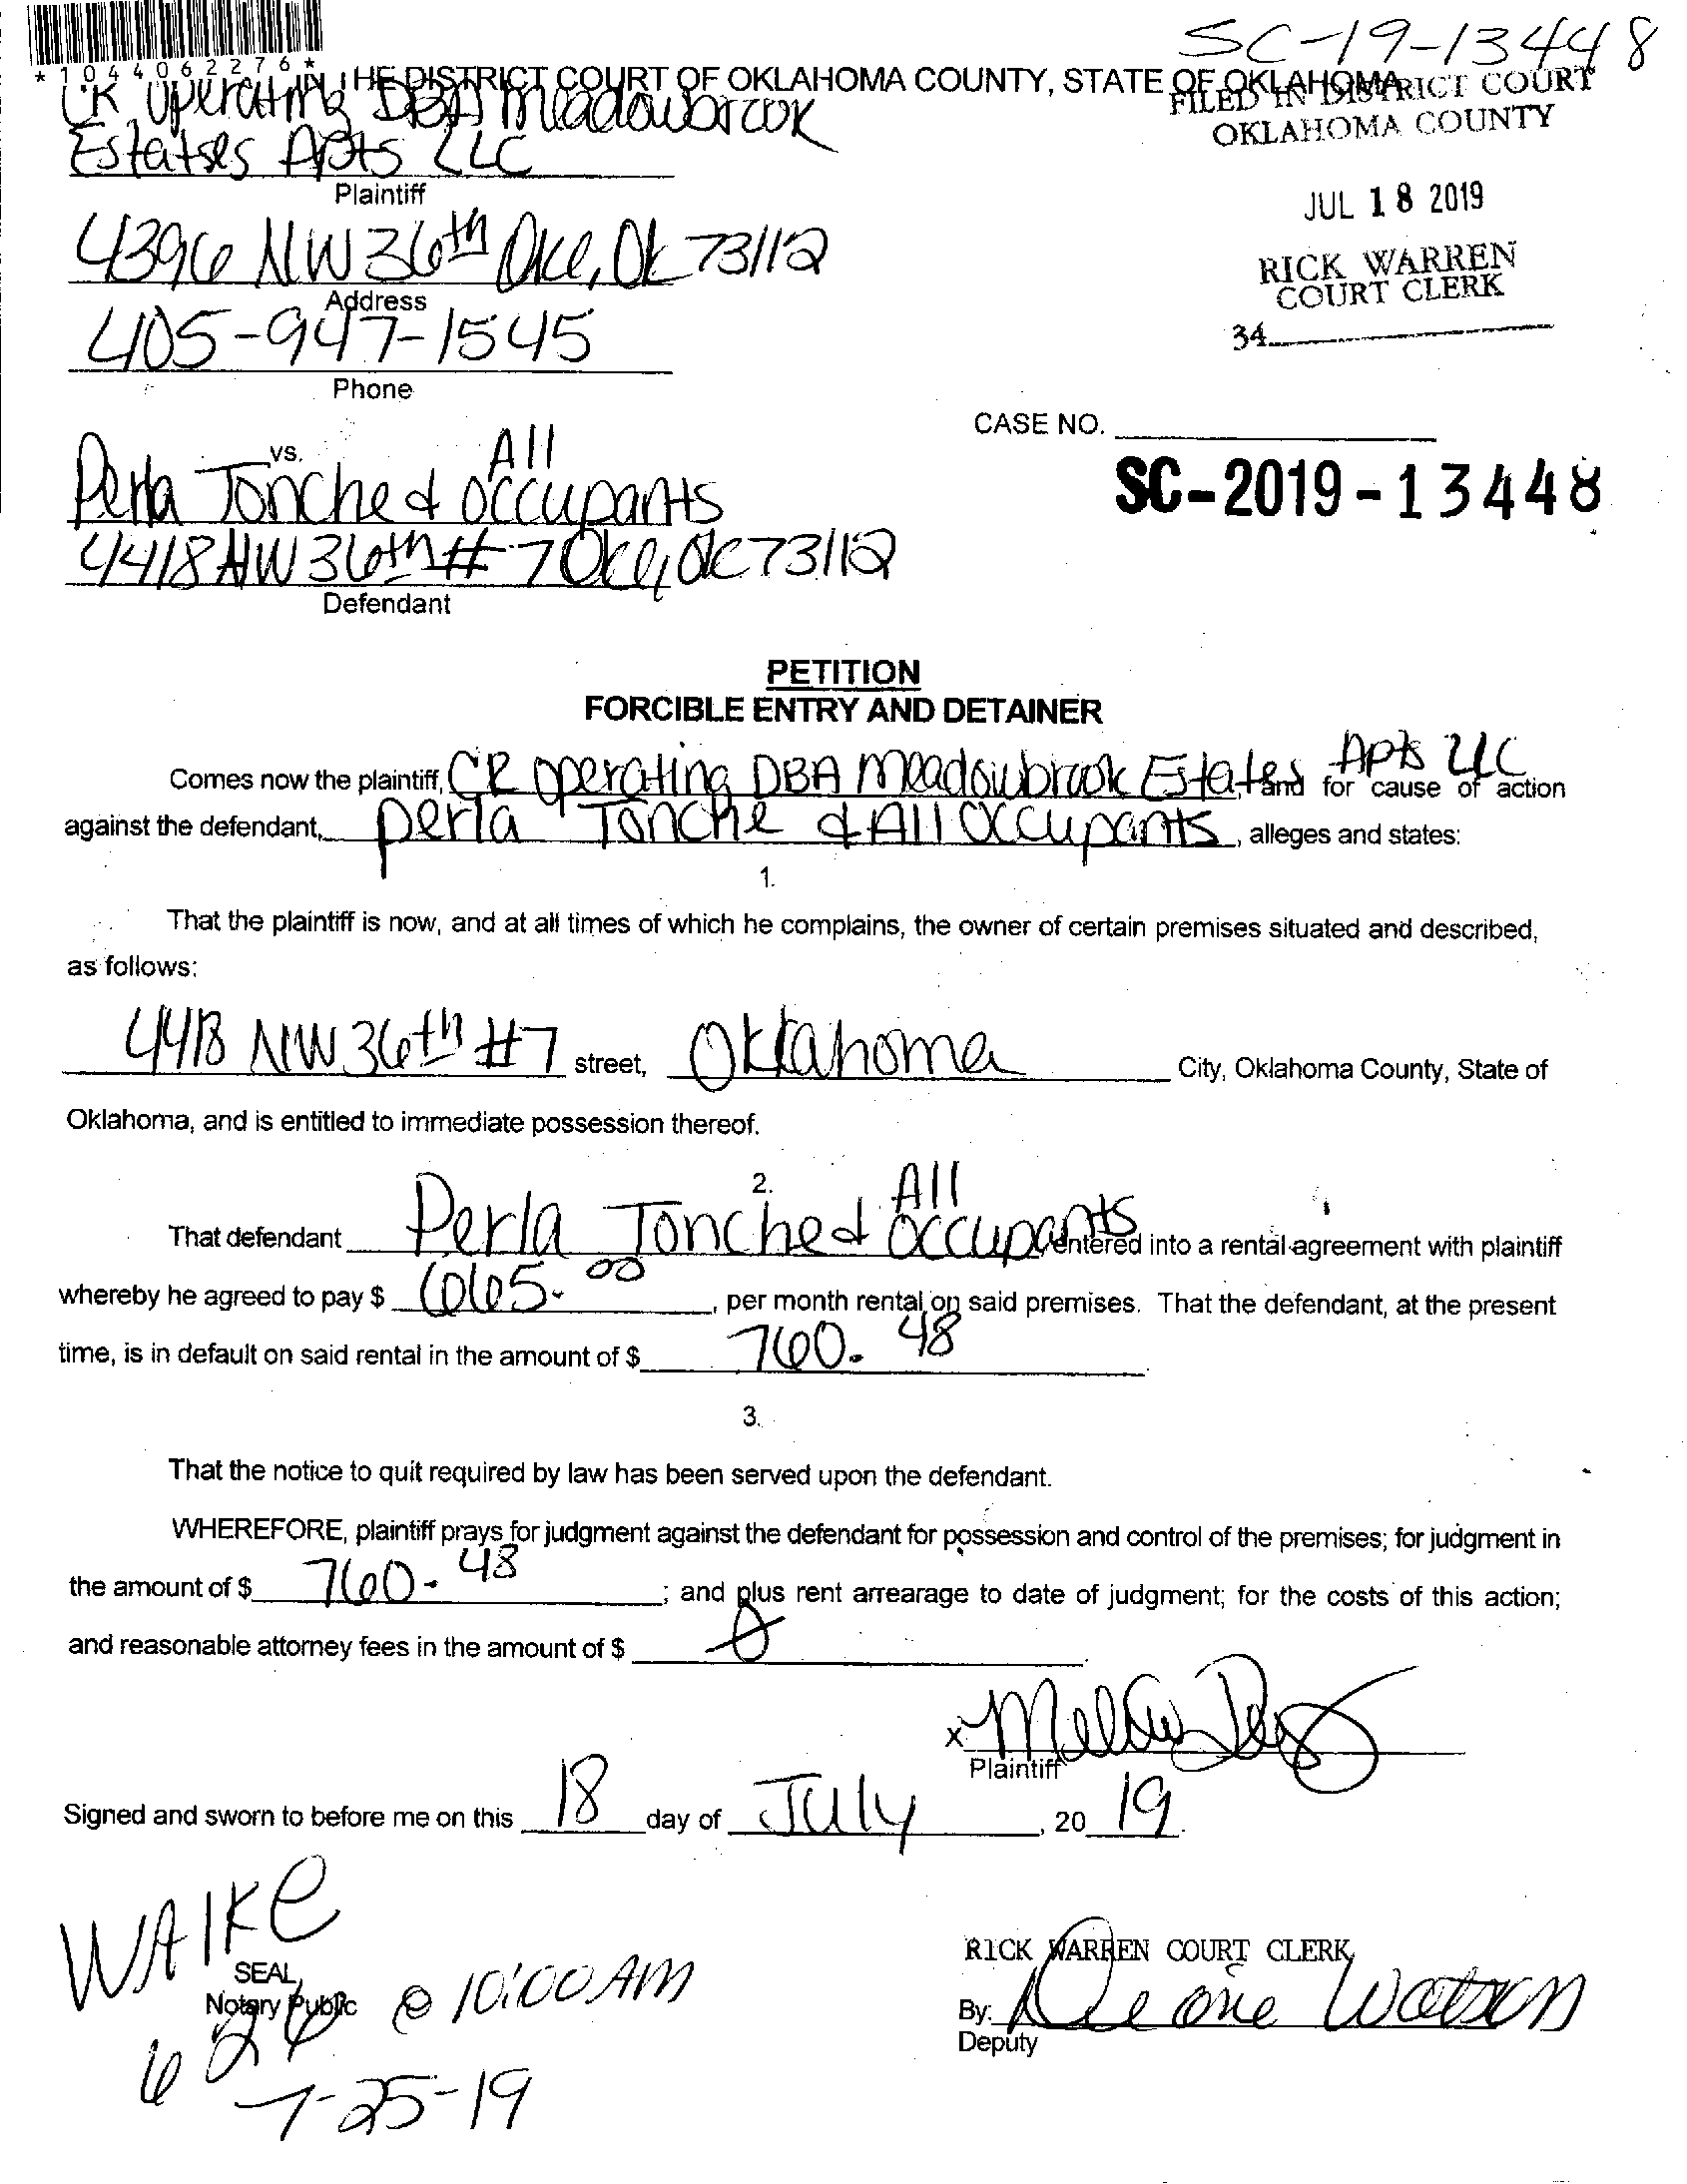 *1044062276*
SC-19-13448
IN THE DISTRICT COURT OF OKLAHOMA COUNTY, STATE OF OKLAHOMA
FILED IN DISTRICT COURT
OKLAHOMA COUNTY
CR Operating DBA Meadowbrook
Estatses Apts LLC
Plaintiff
JUL 18 2019
4396 NW 36th Okc, Ok 73112
Address
RICK WARREN
COURT CLERK
405-947-1545
34
Phone
CASE NO.
vs.
Perla Tonche & All occupants
SC-2019-13448
4418 NW 36th #7 Okc, Ok 73112
Defendant
PETITION
FORCIBLE ENTRY AND DETAINER
Comes now the plaintiff, CR Operating DBA Meadowbrook Estates Apts LLC, and for cause of action
against the defendant, Perla Tonche & All Occupants, alleges and states:
1.
That the plaintiff is now, and at all times of which he complains, the owner of certain premises situated and described,
as follows:
4418 NW 36th #7 street, Oklahoma City, Oklahoma County, State of
Oklahoma, and is entitled to immediate possession thereof.
2.
That defendant Perla Tonche & All Occupants entered into a rental agreement with plaintiff
whereby he agreed to pay $ 665.00, per month rental on said premises. That the defendant, at the present
time, is in default on said rental in the amount of $ 760.48.
3.
That the notice to quit required by law has been served upon the defendant.
WHEREFORE, plaintiff prays for judgment against the defendant for possession and control of the premises; for judgment in
the amount of $ 760.48; and plus rent arrearage to date of judgment; for the costs of this action;
and reasonable attorney fees in the amount of $ 0.
x
Plaintiff
Signed and sworn to before me on this 18 day of July, 2019.
WAlKe
SEAL
Notary Public
@ 10:00 AM
RICK WARREN COURT CLERK
By: Deone Watson
Deputy
7-25-19